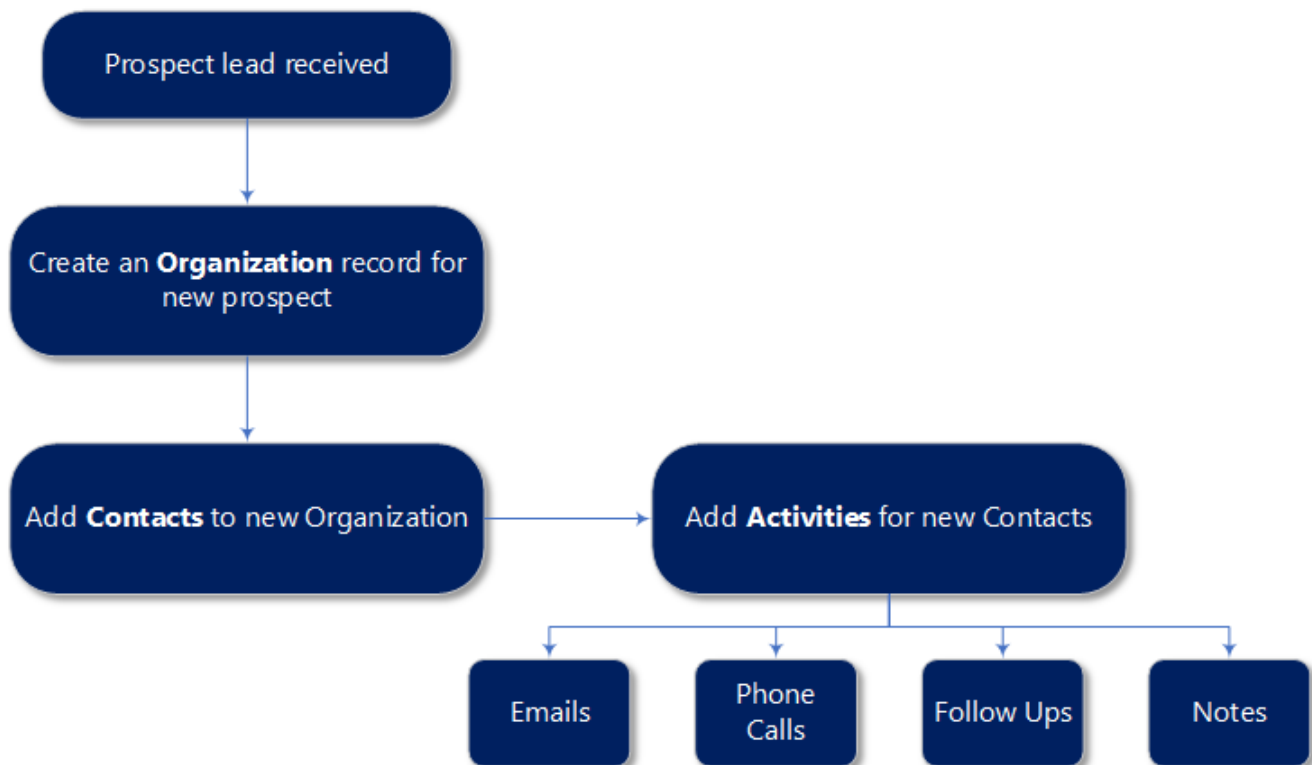 Prospect lead received
Create an Organization record for
new prospect
Add Contacts to new Organization
Add Activities for new Contacts
Emails
Phone
Calls
Follow Ups
Notes